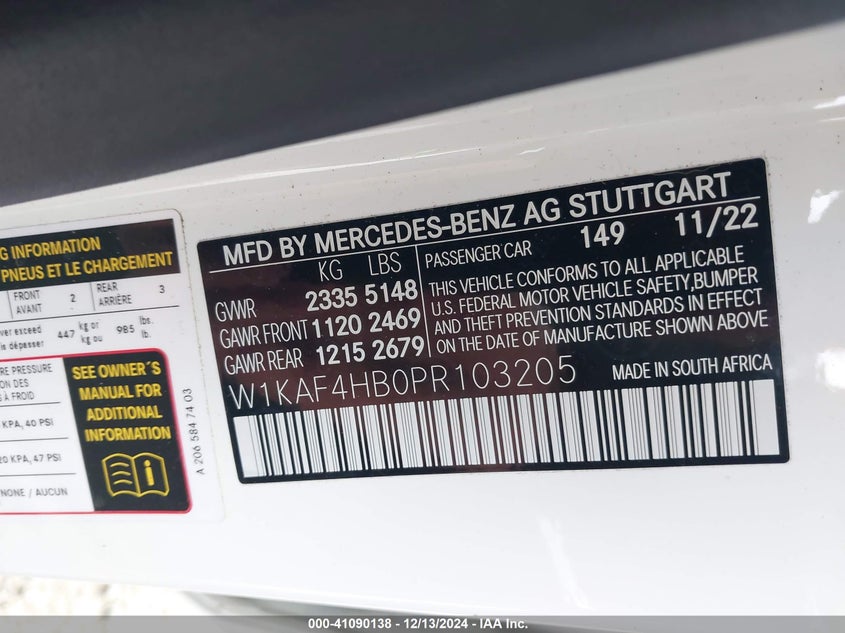 G INFORMATION
PNEUS ET LE CHARGEMENT
FRONT
AVANT
2
REAR
ARRIÈRE
3
ver exceed
is dépasser
447
kg or
kg ou
985
lbs.
lb.
RE PRESSURE
ION DES
À FROID
KPA, 40 PSI
20 KPA, 47 PSI
NONE / AUCUN
SEE OWNER´S
MANUAL FOR
ADDITIONAL
INFORMATION
A 206 584 74 03
MFD BY MERCEDES-BENZ AG STUTTGART
KG LBS
GVWR 2335 5148
GAWR FRONT 1120 2469
GAWR REAR 1215 2679
PASSENGER CAR 149 11/22
THIS VEHICLE CONFORMS TO ALL APPLICABLE
U.S. FEDERAL MOTOR VEHICLE SAFETY,BUMPER
AND THEFT PREVENTION STANDARDS IN EFFECT
ON THE DATE OF MANUFACTURE SHOWN ABOVE
W1KAF4HB0PR103205
MADE IN SOUTH AFRICA
000-41090138 - 12/13/2024 - IAA Inc.